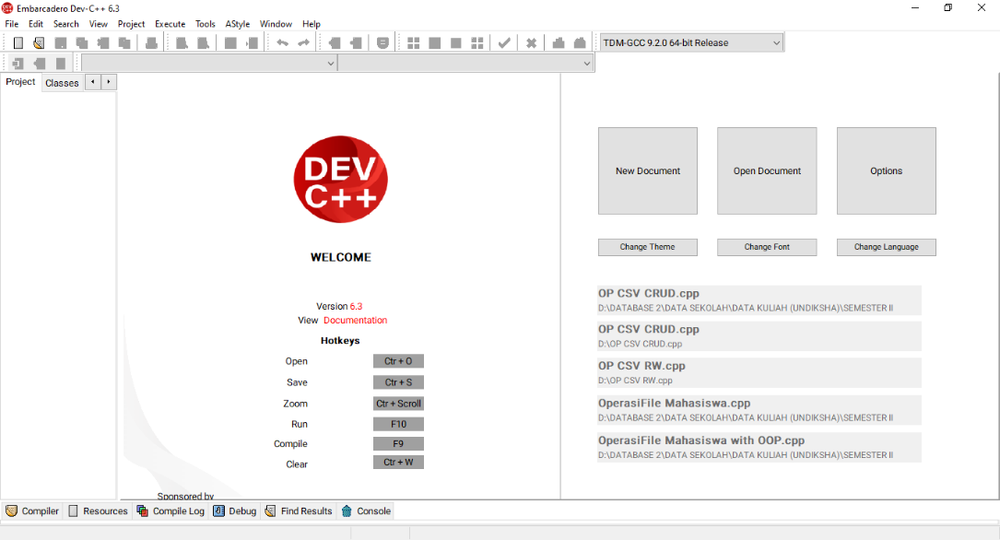 Embarcadero Dev-C++ 6.3
File Edit Search View Project Execute Tools AStyle Window Help
TDM-GCC 9.2.0 64-bit Release
Project Classes
DEV
C++
WELCOME
Version 6.3
View Documentation
Hotkeys
Open Ctr + O
Save Ctr + S
Zoom Ctr + Scroll
Run F10
Compile F9
Clear Ctr + W
Sponsored by
New Document Open Document Options
Change Theme Change Font Change Language
OP CSV CRUD.cpp
D:\DATABASE 2\DATA SEKOLAH\DATA KULIAH (UNDIKSHA)\SEMESTER II
OP CSV CRUD.cpp
D:\OP CSV CRUD.cpp
OP CSV RW.cpp
D:\OP CSV RW.cpp
OperasiFile Mahasiswa.cpp
D:\DATABASE 2\DATA SEKOLAH\DATA KULIAH (UNDIKSHA)\SEMESTER II
OperasiFile Mahasiswa with OOP.cpp
D:\DATABASE 2\DATA SEKOLAH\DATA KULIAH (UNDIKSHA)\SEMESTER II
Compiler Resources Compile Log Debug Find Results Console